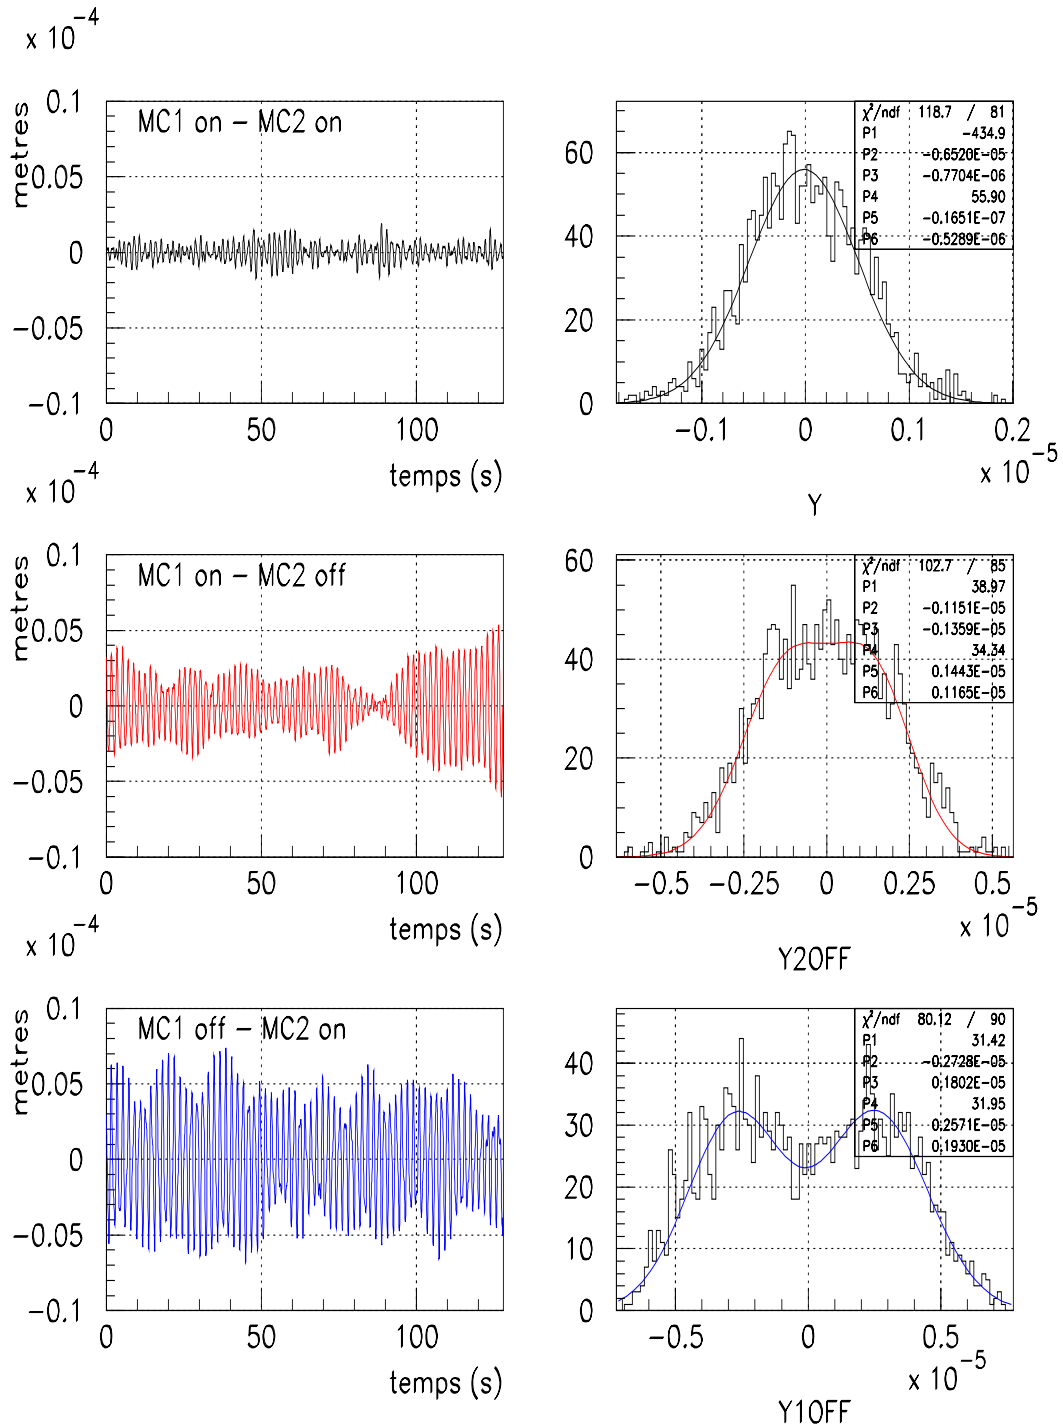 x 10⁻⁴
metres
MC1 on – MC2 on
0.1
0.05
0
−0.05
−0.1
0 50 100
temps (s)
χ²/ndf 118.7 / 81
P1 −434.9
P2 −0.6520E−05
P3 −0.7704E−06
P4 55.90
P5 −0.1651E−07
P6 −0.5289E−06
60
40
20
0
−0.1 0 0.1 0.2
x 10⁻⁵
Y
x 10⁻⁴
metres
MC1 on – MC2 off
0.1
0.05
0
−0.05
−0.1
0 50 100
temps (s)
χ²/ndf 102.7 / 85
P1 38.97
P2 −0.1151E−05
P3 −0.1359E−05
P4 34.34
P5 0.1443E−05
P6 0.1165E−05
60
40
20
0
−0.5 −0.25 0 0.25 0.5
x 10⁻⁵
Y2OFF
x 10⁻⁴
metres
MC1 off – MC2 on
0.1
0.05
0
−0.05
−0.1
0 50 100
temps (s)
χ²/ndf 80.12 / 90
P1 31.42
P2 −0.2728E−05
P3 0.1802E−05
P4 31.95
P5 0.2571E−05
P6 0.1930E−05
40
30
20
10
0
−0.5 0 0.5
x 10⁻⁵
Y1OFF